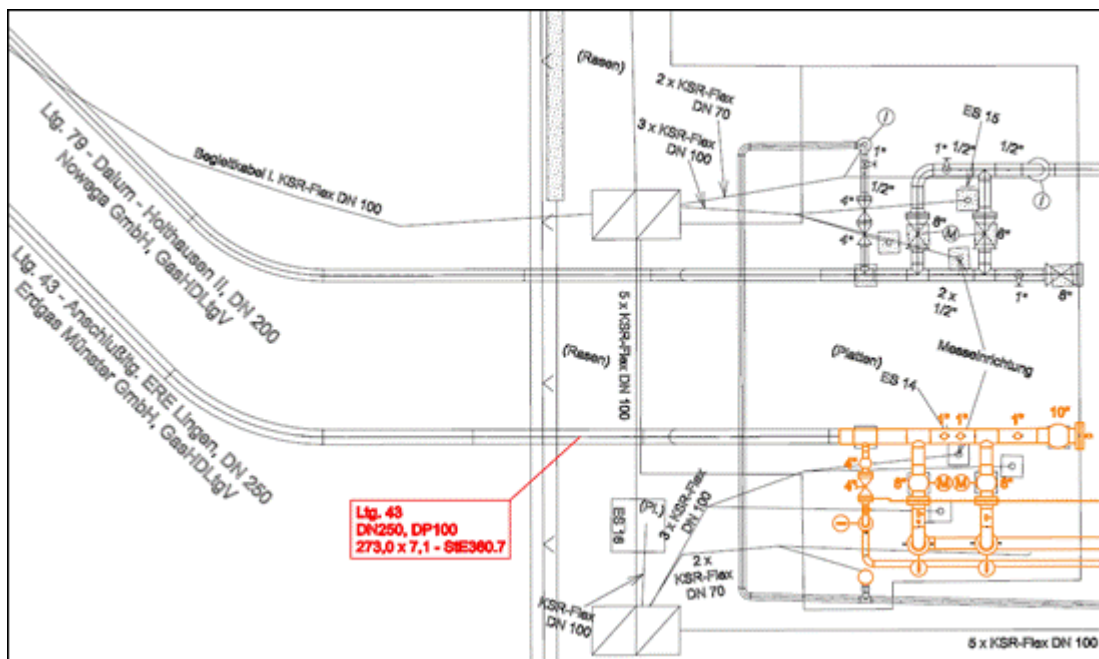 Ltg. 79 - Dalum - Holthausen II, DN 200
Nowega GmbH, GasHDLtgV
Ltg. 43 - Anschlußltg. ERE Lingen, DN 250
Erdgas Münster GmbH, GasHDLtgV
Begleitkabel I. KSR-Flex DN 100
(Rasen)
2 x KSR-Flex
DN 70
3 x KSR-Flex
DN 100
ES 15
1"
1/2"
4"
4"
1"
1/2"
1/2"
8"
M
8"
2 x
1/2"
1"
8"
5 x KSR-Flex DN 100
(Rasen)
Messeinrichtung
(Platten)
ES 14
1"
1"
1"
10"
4"
4"
8"
M
M
8"
Ltg. 43
DN250, DP100
273,0 x 7,1 - StE360.7
ES 16
(Pl.)
3 x KSR-Flex
DN 100
2 x
KSR-Flex
DN 70
KSR-Flex
DN 100
5 x KSR-Flex DN 100